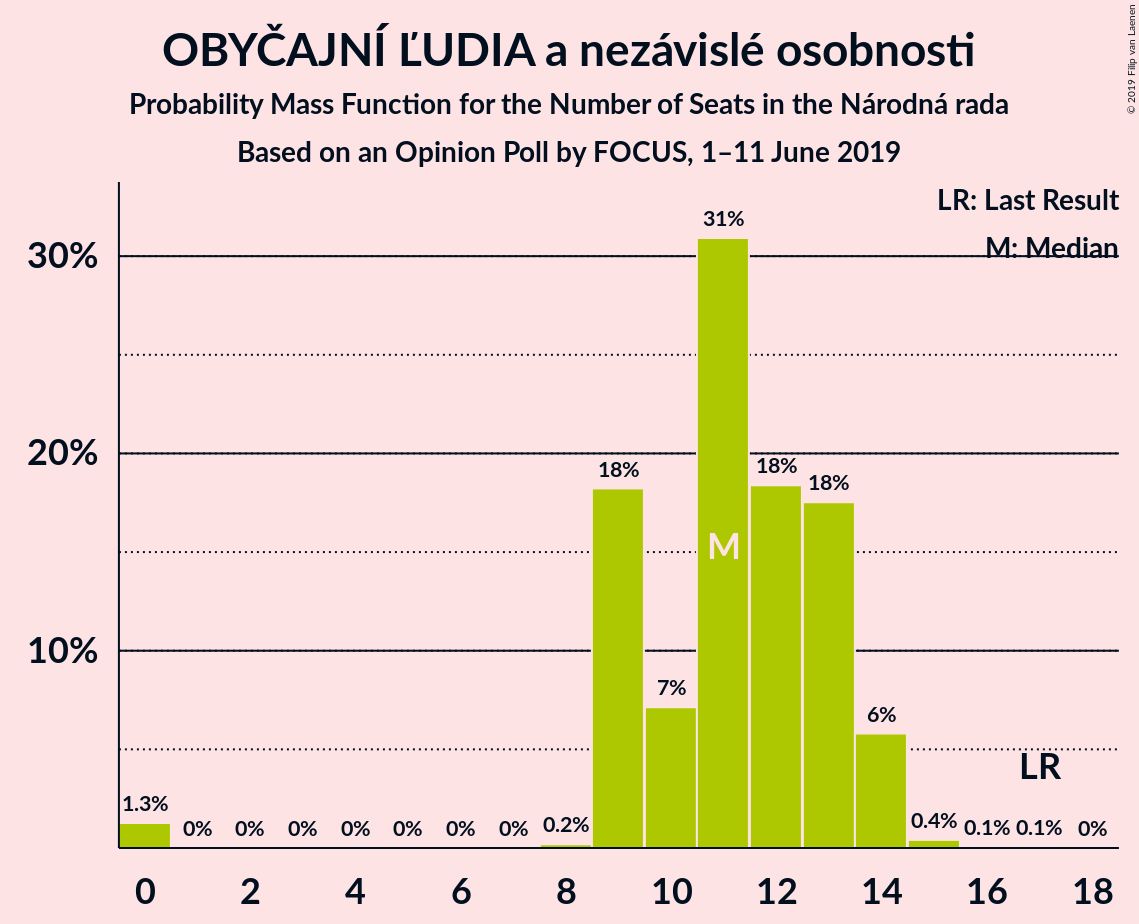 OBYČAJNÍ ĽUDIA a nezávislé osobnosti
Probability Mass Function for the Number of Seats in the Národná rada
Based on an Opinion Poll by FOCUS, 1–11 June 2019
© 2019 Filip van Laenen
LR: Last Result
M: Median
30%
20%
10%
1.3%
0%
0%
0%
0%
0%
0%
0%
0.2%
18%
7%
31%
18%
18%
6%
0.4%
0.1%
0.1%
0%
M
LR
0 2 4 6 8 10 12 14 16 18